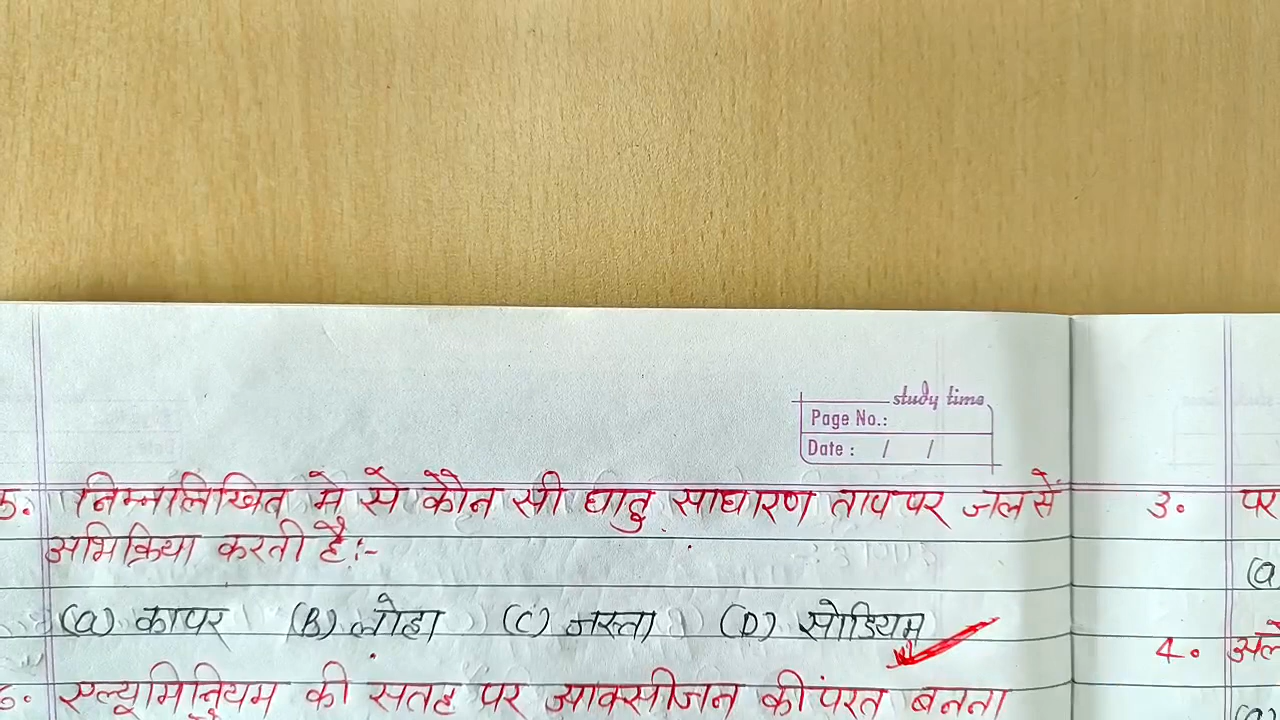 study time
Page No.:
Date : / /
5. निम्नलिखित में से कौन सी धातु साधारण ताप पर जल सें
अभिक्रिया करती है:-
(a) कापर (B) लोहा (C) जस्ता (D) सोडियम
6. एल्यूमिनियम की सतह पर आक्सीजन की परत बनना
3. पर
(a
4.